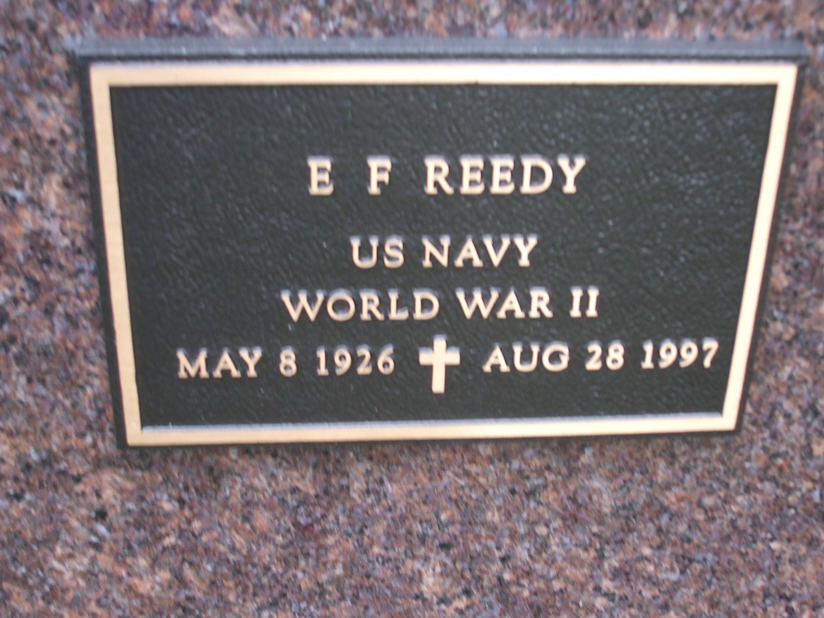 E F REEDY
US NAVY
WORLD WAR II
MAY 8 1926 ✝ AUG 28 1997